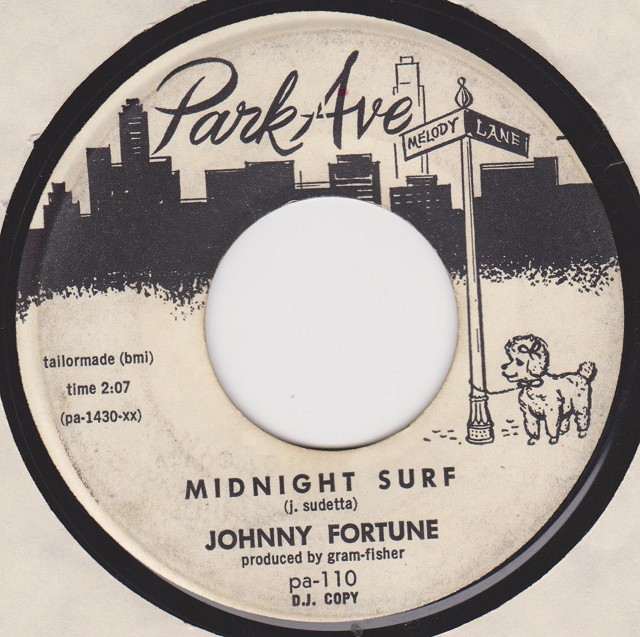 Park Ave
MELODY LANE
tailormade (bmi)
time 2:07
(pa-1430-xx)
MIDNIGHT SURF
(j. sudetta)
JOHNNY FORTUNE
produced by gram-fisher
pa-110
D.J. COPY